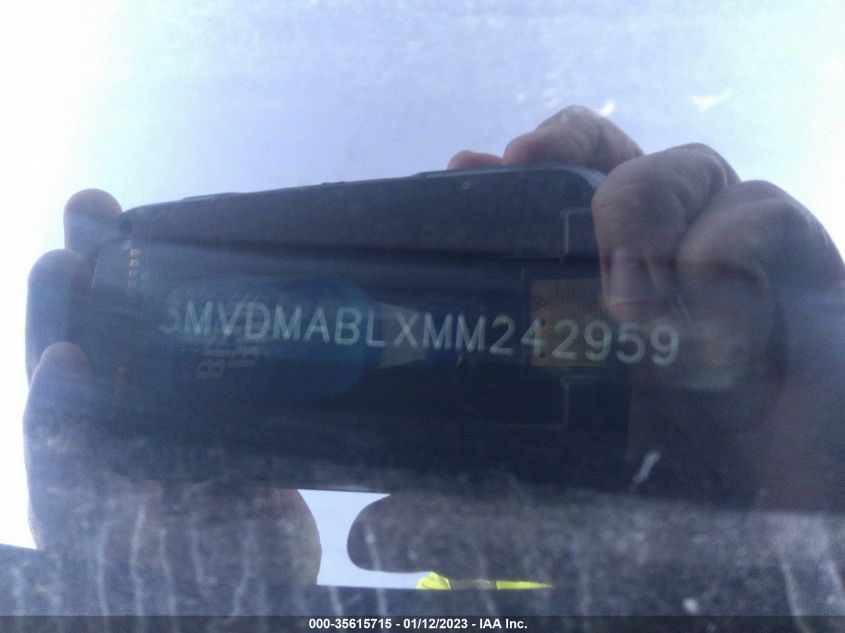 3MVDMABLXMM242959
000-35615715 - 01/12/2023 - IAA Inc.